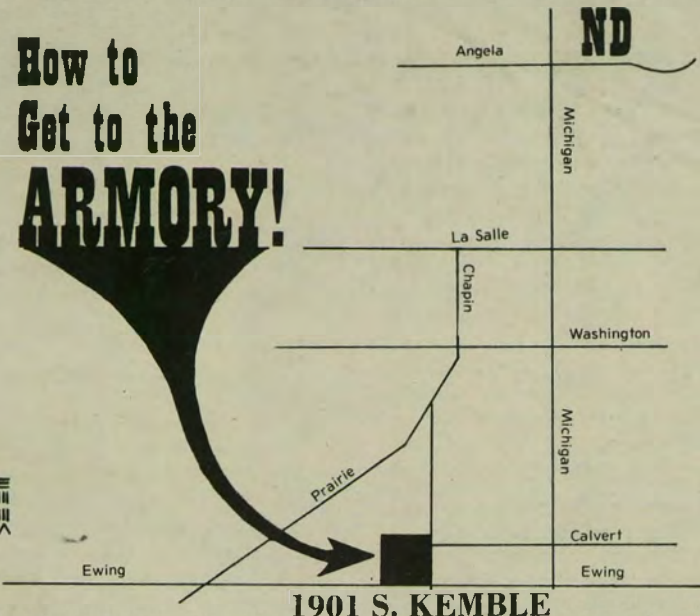 How to
Get to the
ARMORY!
ND
Angela
Michigan
La Salle
Chapin
Washington
Michigan
Prairie
Calvert
Ewing
Ewing
1901 S. KEMBLE